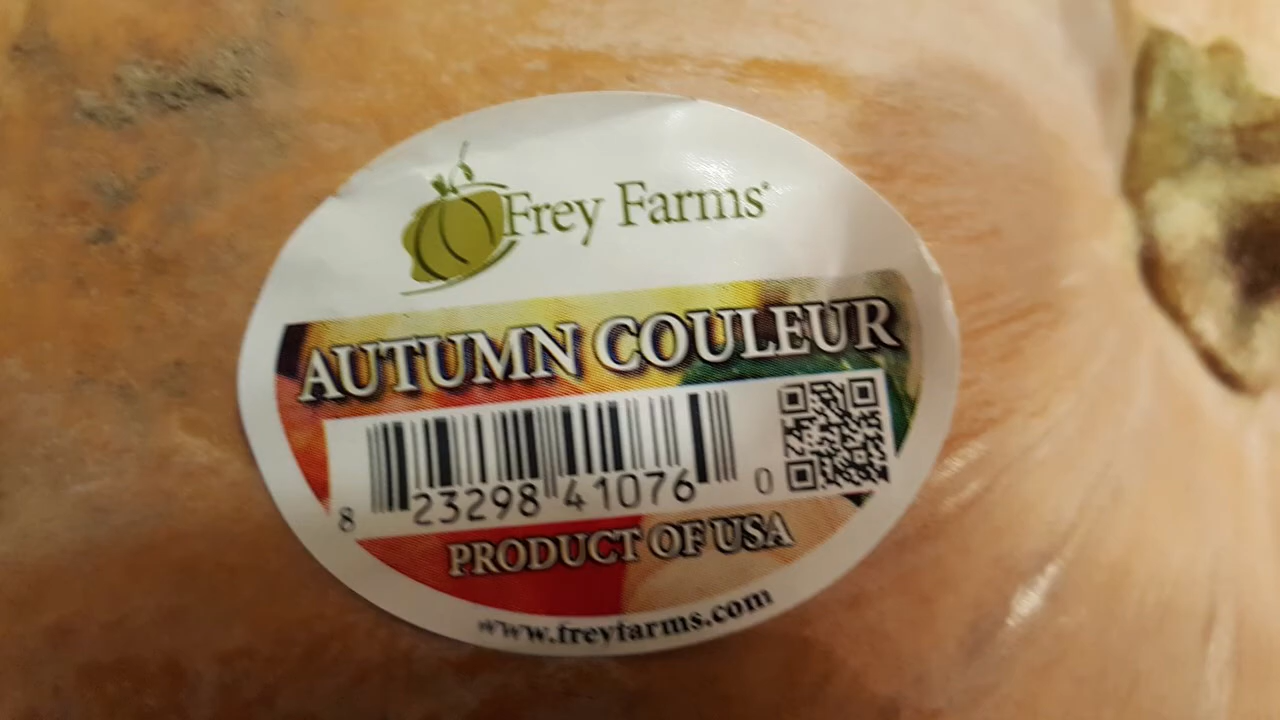 Frey Farms®
AUTUMN COULEUR
8 23298 41076 0
PRODUCT OF USA
www.freyfarms.com